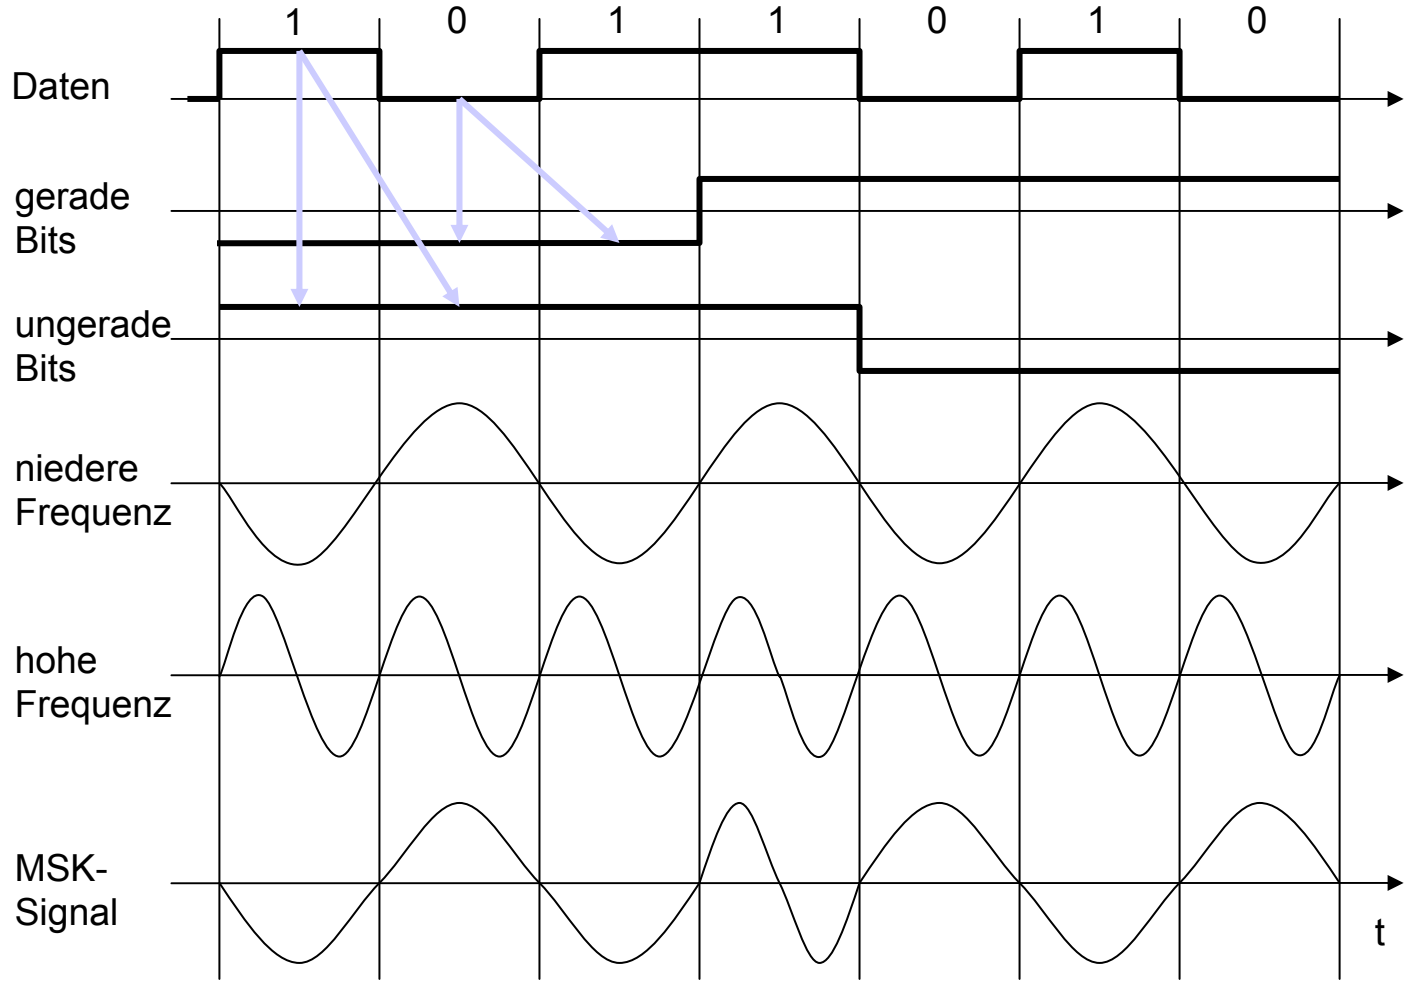 1 0 1 1 0 1 0
Daten
gerade
Bits
ungerade
Bits
niedere
Frequenz
hohe
Frequenz
MSK-
Signal
t